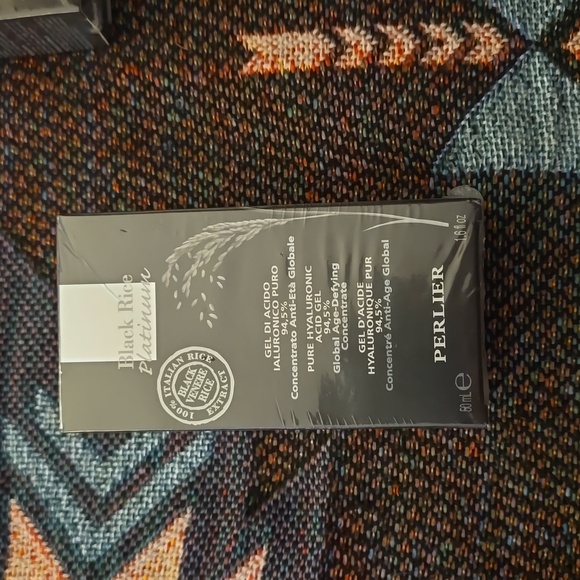 Black Rice
Platinum
100% ITALIAN RICE EXTRACT
BLACK
VENERE
RICE
GEL DI ACIDO
IALURONICO PURO
94,5%
Concentrato Anti-Età Globale
PURE HYALURONIC
ACID GEL
94,5%
Global Age-Defying
Concentrate
GEL D'ACIDE
HYALURONIQUE PUR
94,5%
Concentré Anti-Age Global
PERLIER
60 mL ℮ 1.6 fl oz